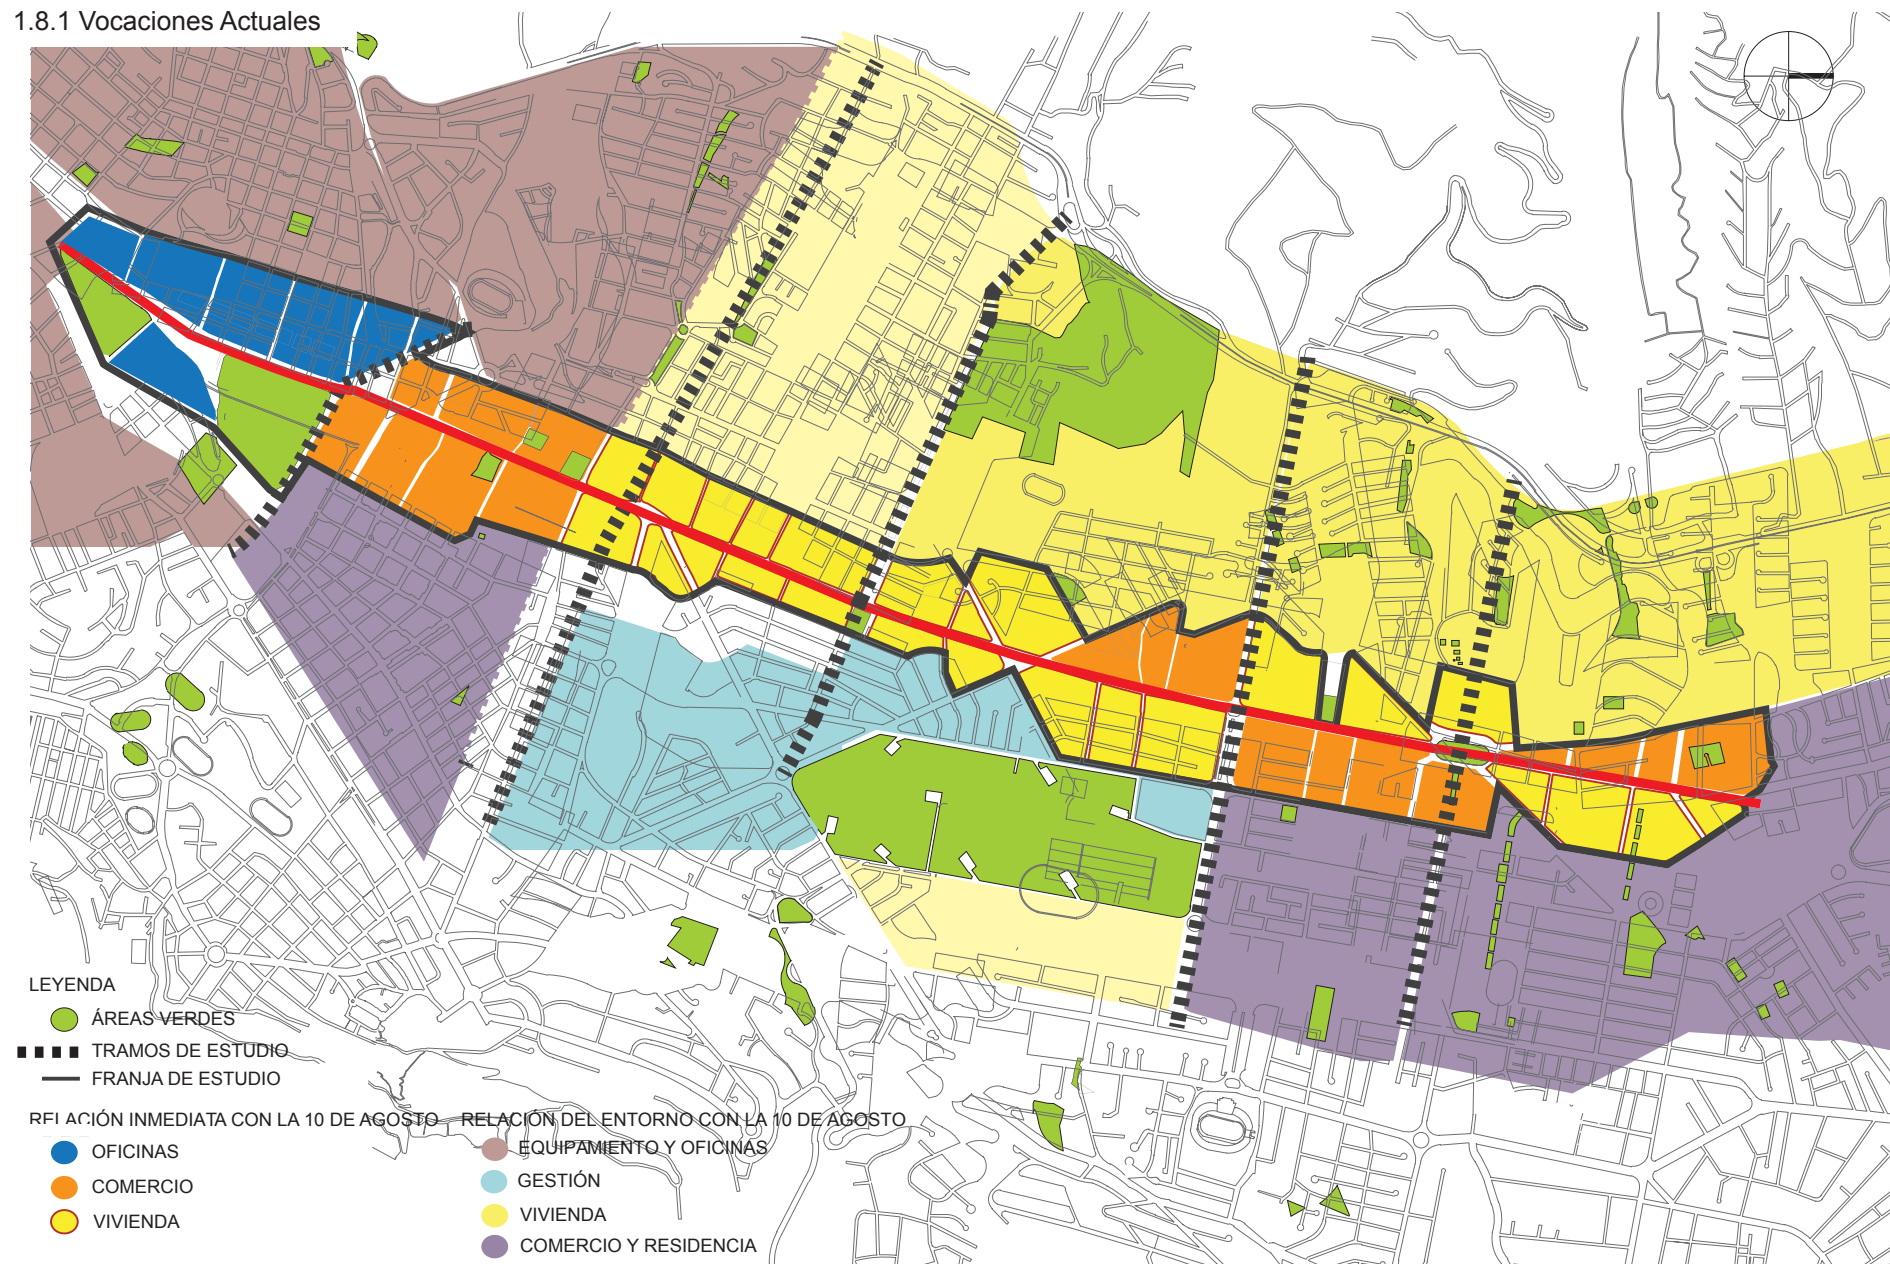 1.8.1 Vocaciones Actuales
LEYENDA
ÁREAS VERDES
TRAMOS DE ESTUDIO
FRANJA DE ESTUDIO
RELACIÓN INMEDIATA CON LA 10 DE AGOSTO
OFICINAS
COMERCIO
VIVIENDA
RELACIÓN DEL ENTORNO CON LA 10 DE AGOSTO
EQUIPAMIENTO Y OFICINAS
GESTIÓN
VIVIENDA
COMERCIO Y RESIDENCIA